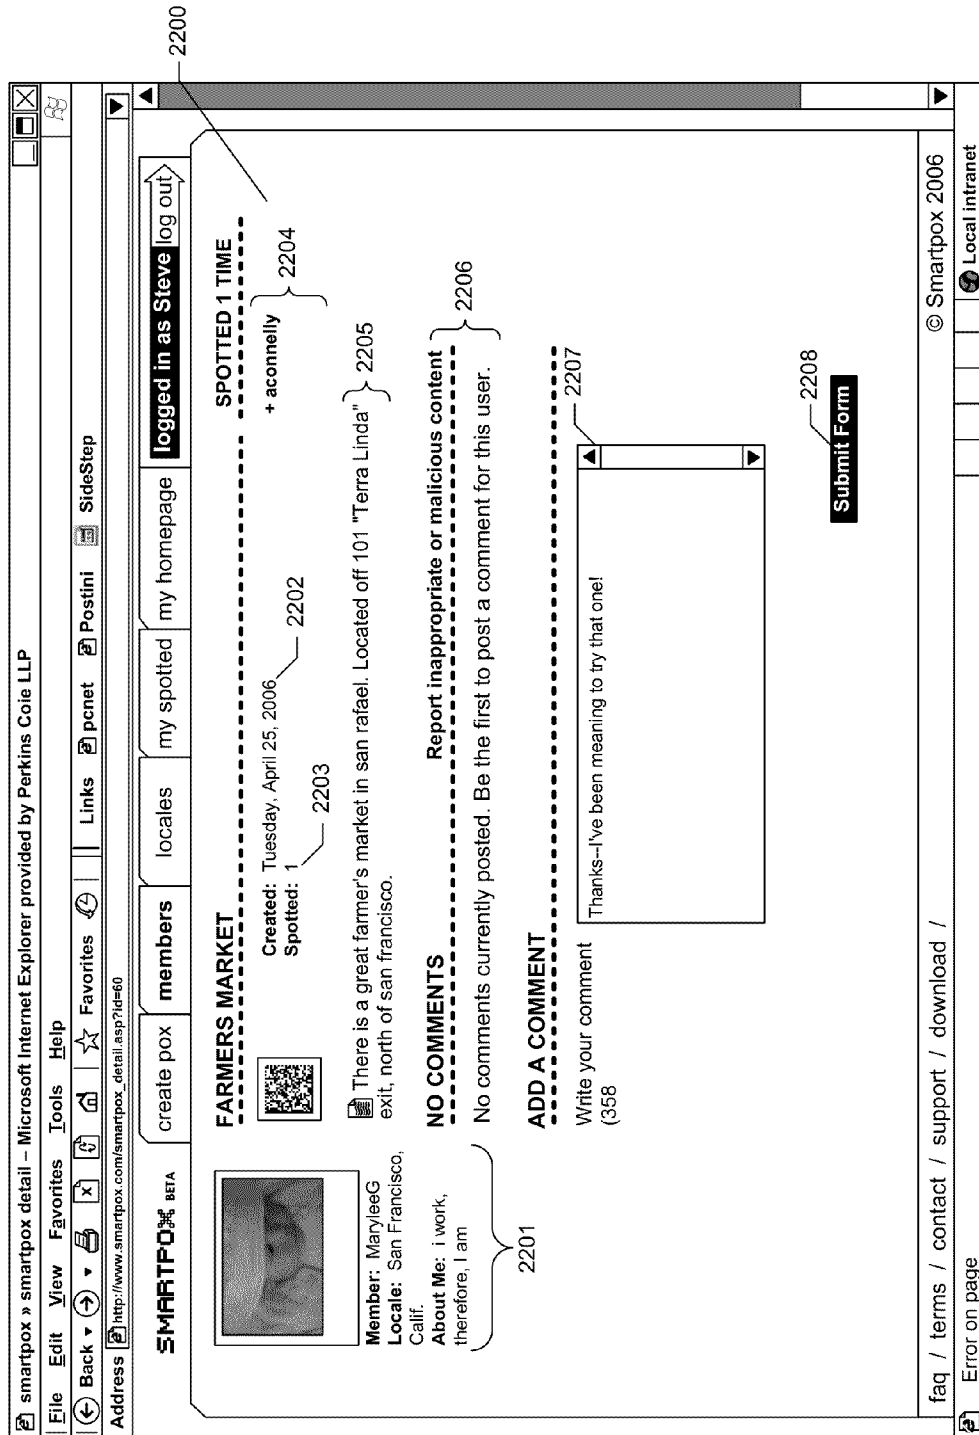 smartpox » smartpox detail – Microsoft Internet Explorer provided by Perkins Coie LLP
File Edit View Favorites Tools Help
Back Favorites Links pcnet Postini SideStep
Address http://www.smartpox.com/smartpox_detail.asp?id=60
SMARTPOX BETA
create pox members locales my spotted my homepage logged in as Steve log out
2200
Member: MaryleeG
Locale: San Francisco,
Calif.
About Me: i work,
therefore, I am
2201
FARMERS MARKET
SPOTTED 1 TIME
Created: Tuesday, April 25, 2006
2202
Spotted: 1
2203
+ aconnelly
2204
There is a great farmer's market in san rafael. Located off 101 "Terra Linda"
exit, north of san francisco.
2205
NO COMMENTS Report inappropriate or malicious content
No comments currently posted. Be the first to post a comment for this user.
2206
ADD A COMMENT
Write your comment
(358
Thanks--I've been meaning to try that one!
2207
Submit Form
2208
faq / terms / contact / support / download / © Smartpox 2006
Error on page Local intranet